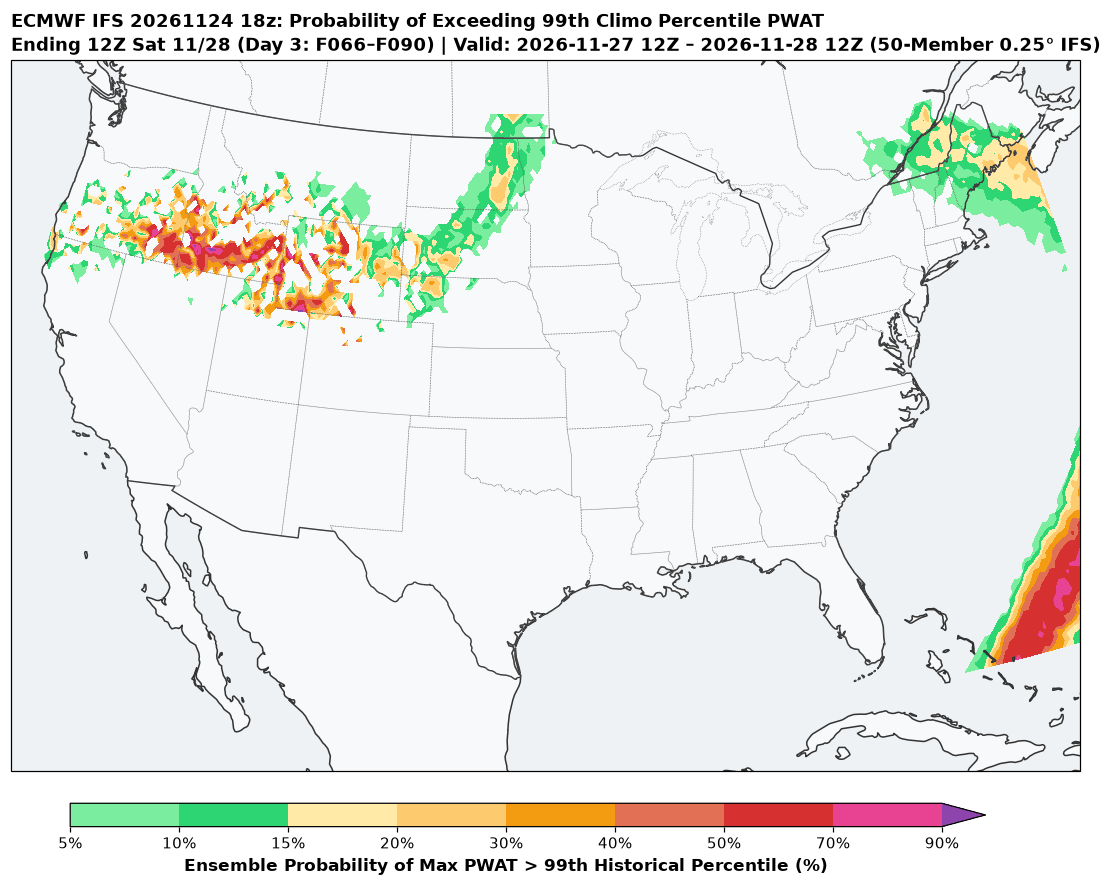 ECMWF IFS 20261124 18z: Probability of Exceeding 99th Climo Percentile PWAT
Ending 12Z Sat 11/28 (Day 3: F066–F090) | Valid: 2026-11-27 12Z – 2026-11-28 12Z (50-Member 0.25° IFS)
5% 10% 15% 20% 30% 40% 50% 70% 90%
Ensemble Probability of Max PWAT > 99th Historical Percentile (%)